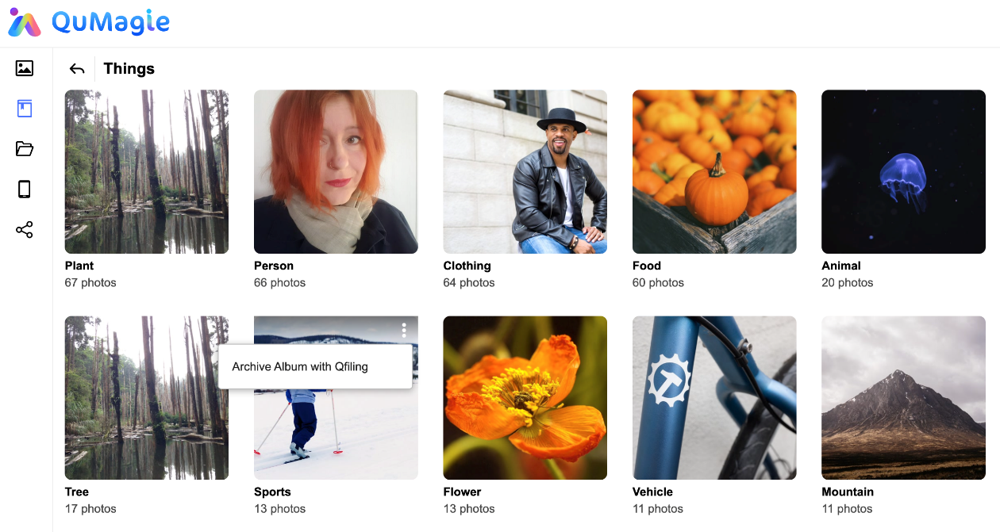 QuMagie
Things
Plant
67 photos
Person
66 photos
Clothing
64 photos
Food
60 photos
Animal
20 photos
Archive Album with Qfiling
Tree
17 photos
Sports
13 photos
Flower
13 photos
Vehicle
11 photos
Mountain
11 photos